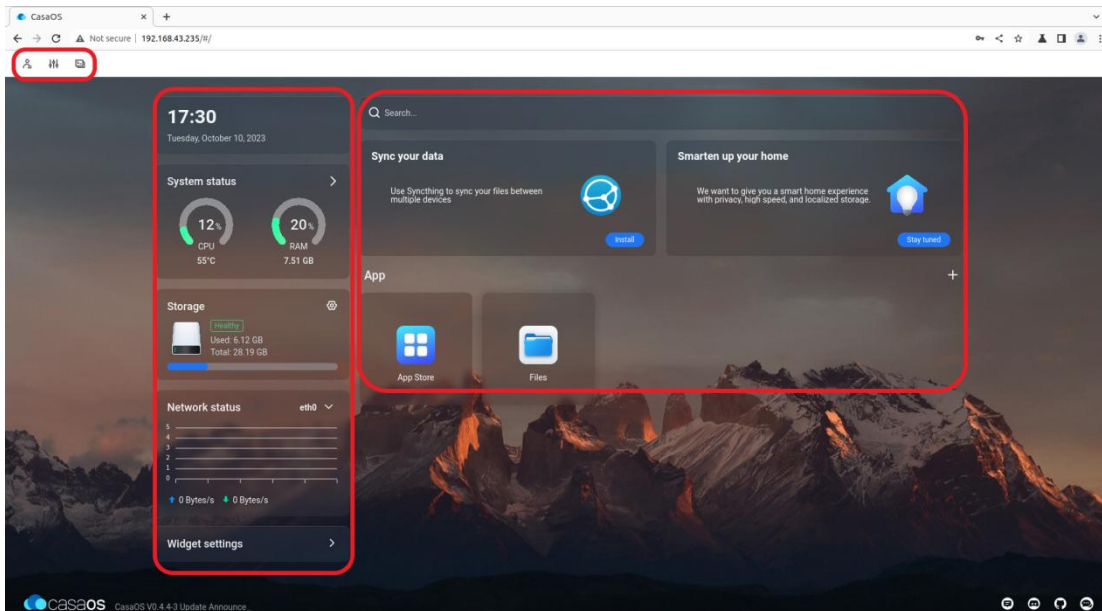 CasaOS
Not secure 192.168.43.235/#/
17:30
Tuesday, October 10, 2023
System status
12%
CPU
55°C
20%
RAM
7.51 GB
Storage
Healthy
Used: 6.12 GB
Total: 28.19 GB
Network status eth0
5
4
3
2
1
0
0 Bytes/s 0 Bytes/s
Widget settings
Search...
Sync your data
Use Syncthing to sync your files between
multiple devices
Install
Smarten up your home
We want to give you a smart home experience
with privacy, high speed, and localized storage.
Stay tuned
App
App Store
Files
CasaOS CasaOS V0.4.4-3 Update Announce